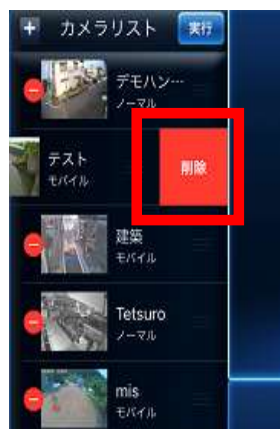 + カメラリスト 実行
デモハン…
ノーマル
テスト
モバイル
削除
建築
モバイル
Tetsuro
ノーマル
mis
モバイル